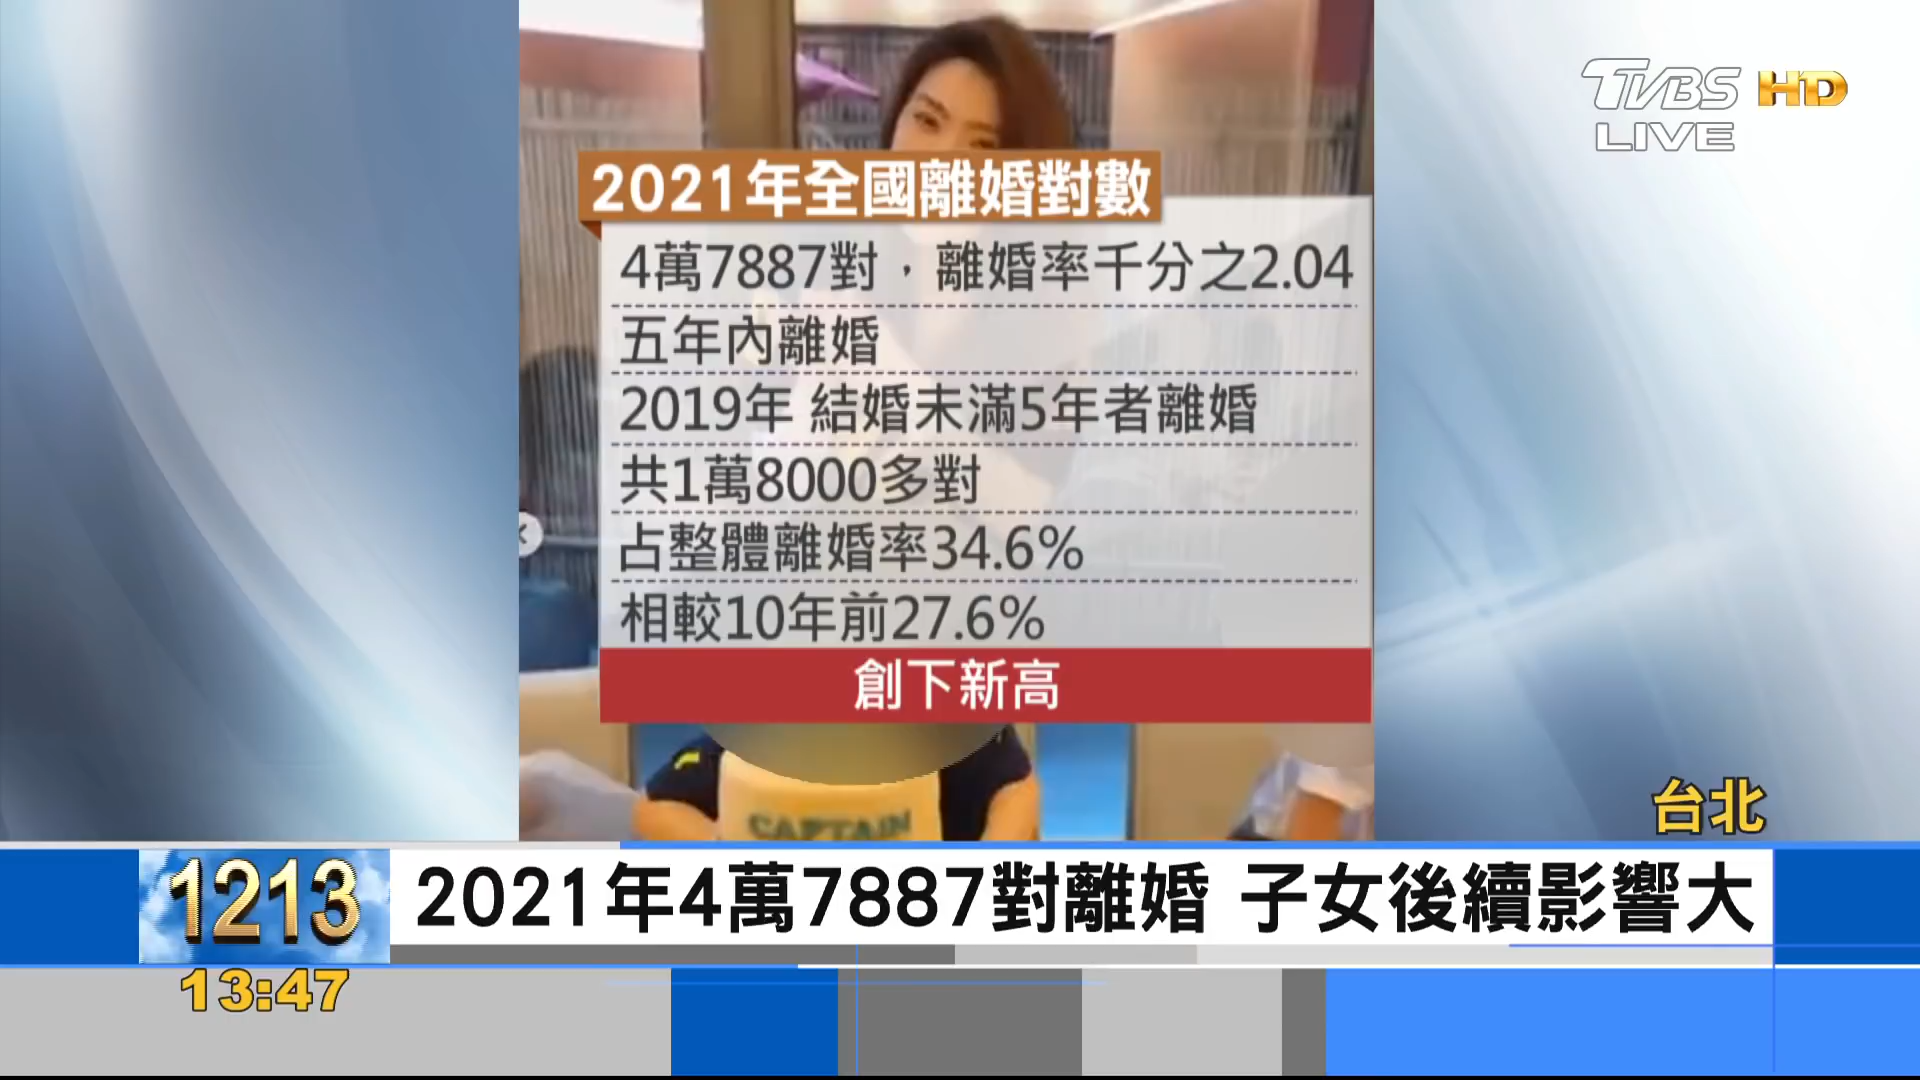 TVBS HD
LIVE
2021年全國離婚對數
4萬7887對，離婚率千分之2.04
五年內離婚
2019年 結婚未滿5年者離婚
共1萬8000多對
占整體離婚率34.6%
相較10年前27.6%
創下新高
CAPTAIN
台北
1213
2021年4萬7887對離婚 子女後續影響大
13:47